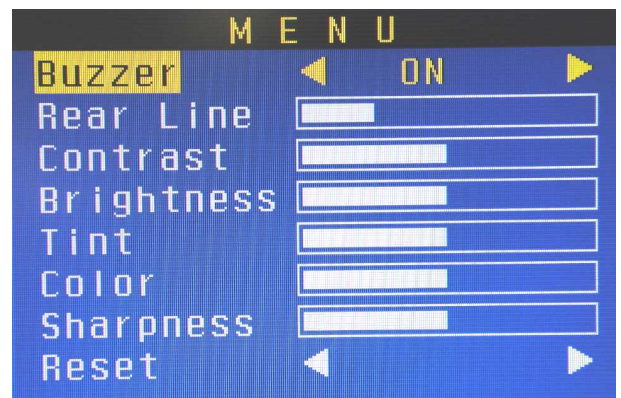 MENU
Buzzer ON
Rear Line
Contrast
Brightness
Tint
Color
Sharpness
Reset